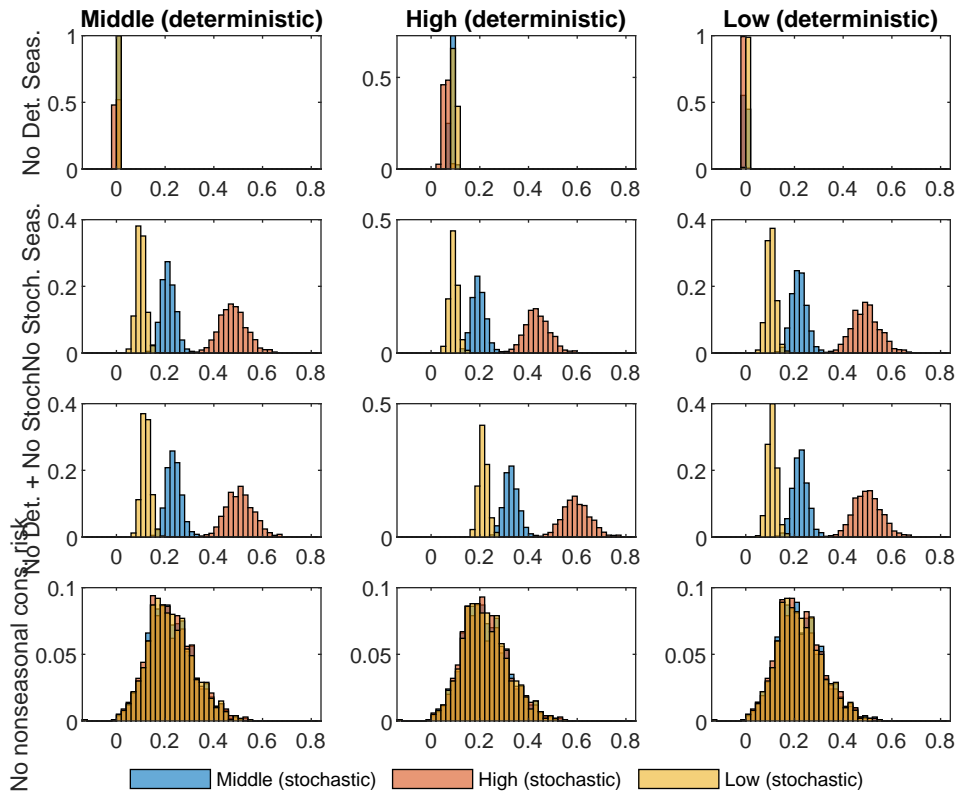 Middle (deterministic) High (deterministic) Low (deterministic)
No Det. Seas.
1
0.5
0
0 0.2 0.4 0.6 0.8
0.5
0
0 0.2 0.4 0.6 0.8
1
0.5
0
0 0.2 0.4 0.6 0.8
No Stoch. Seas.
0.4
0.2
0
0 0.2 0.4 0.6 0.8
0.5
0
0 0.2 0.4 0.6 0.8
0.4
0.2
0
0 0.2 0.4 0.6 0.8
No Det. + No Stoch.
0.4
0.2
0
0 0.2 0.4 0.6 0.8
0.5
0
0 0.2 0.4 0.6 0.8
0.4
0.2
0
0 0.2 0.4 0.6 0.8
No nonseasonal cons. risk
0.1
0.05
0
0 0.2 0.4 0.6 0.8
0.1
0.05
0
0 0.2 0.4 0.6 0.8
0.1
0.05
0
0 0.2 0.4 0.6 0.8
Middle (stochastic) High (stochastic) Low (stochastic)